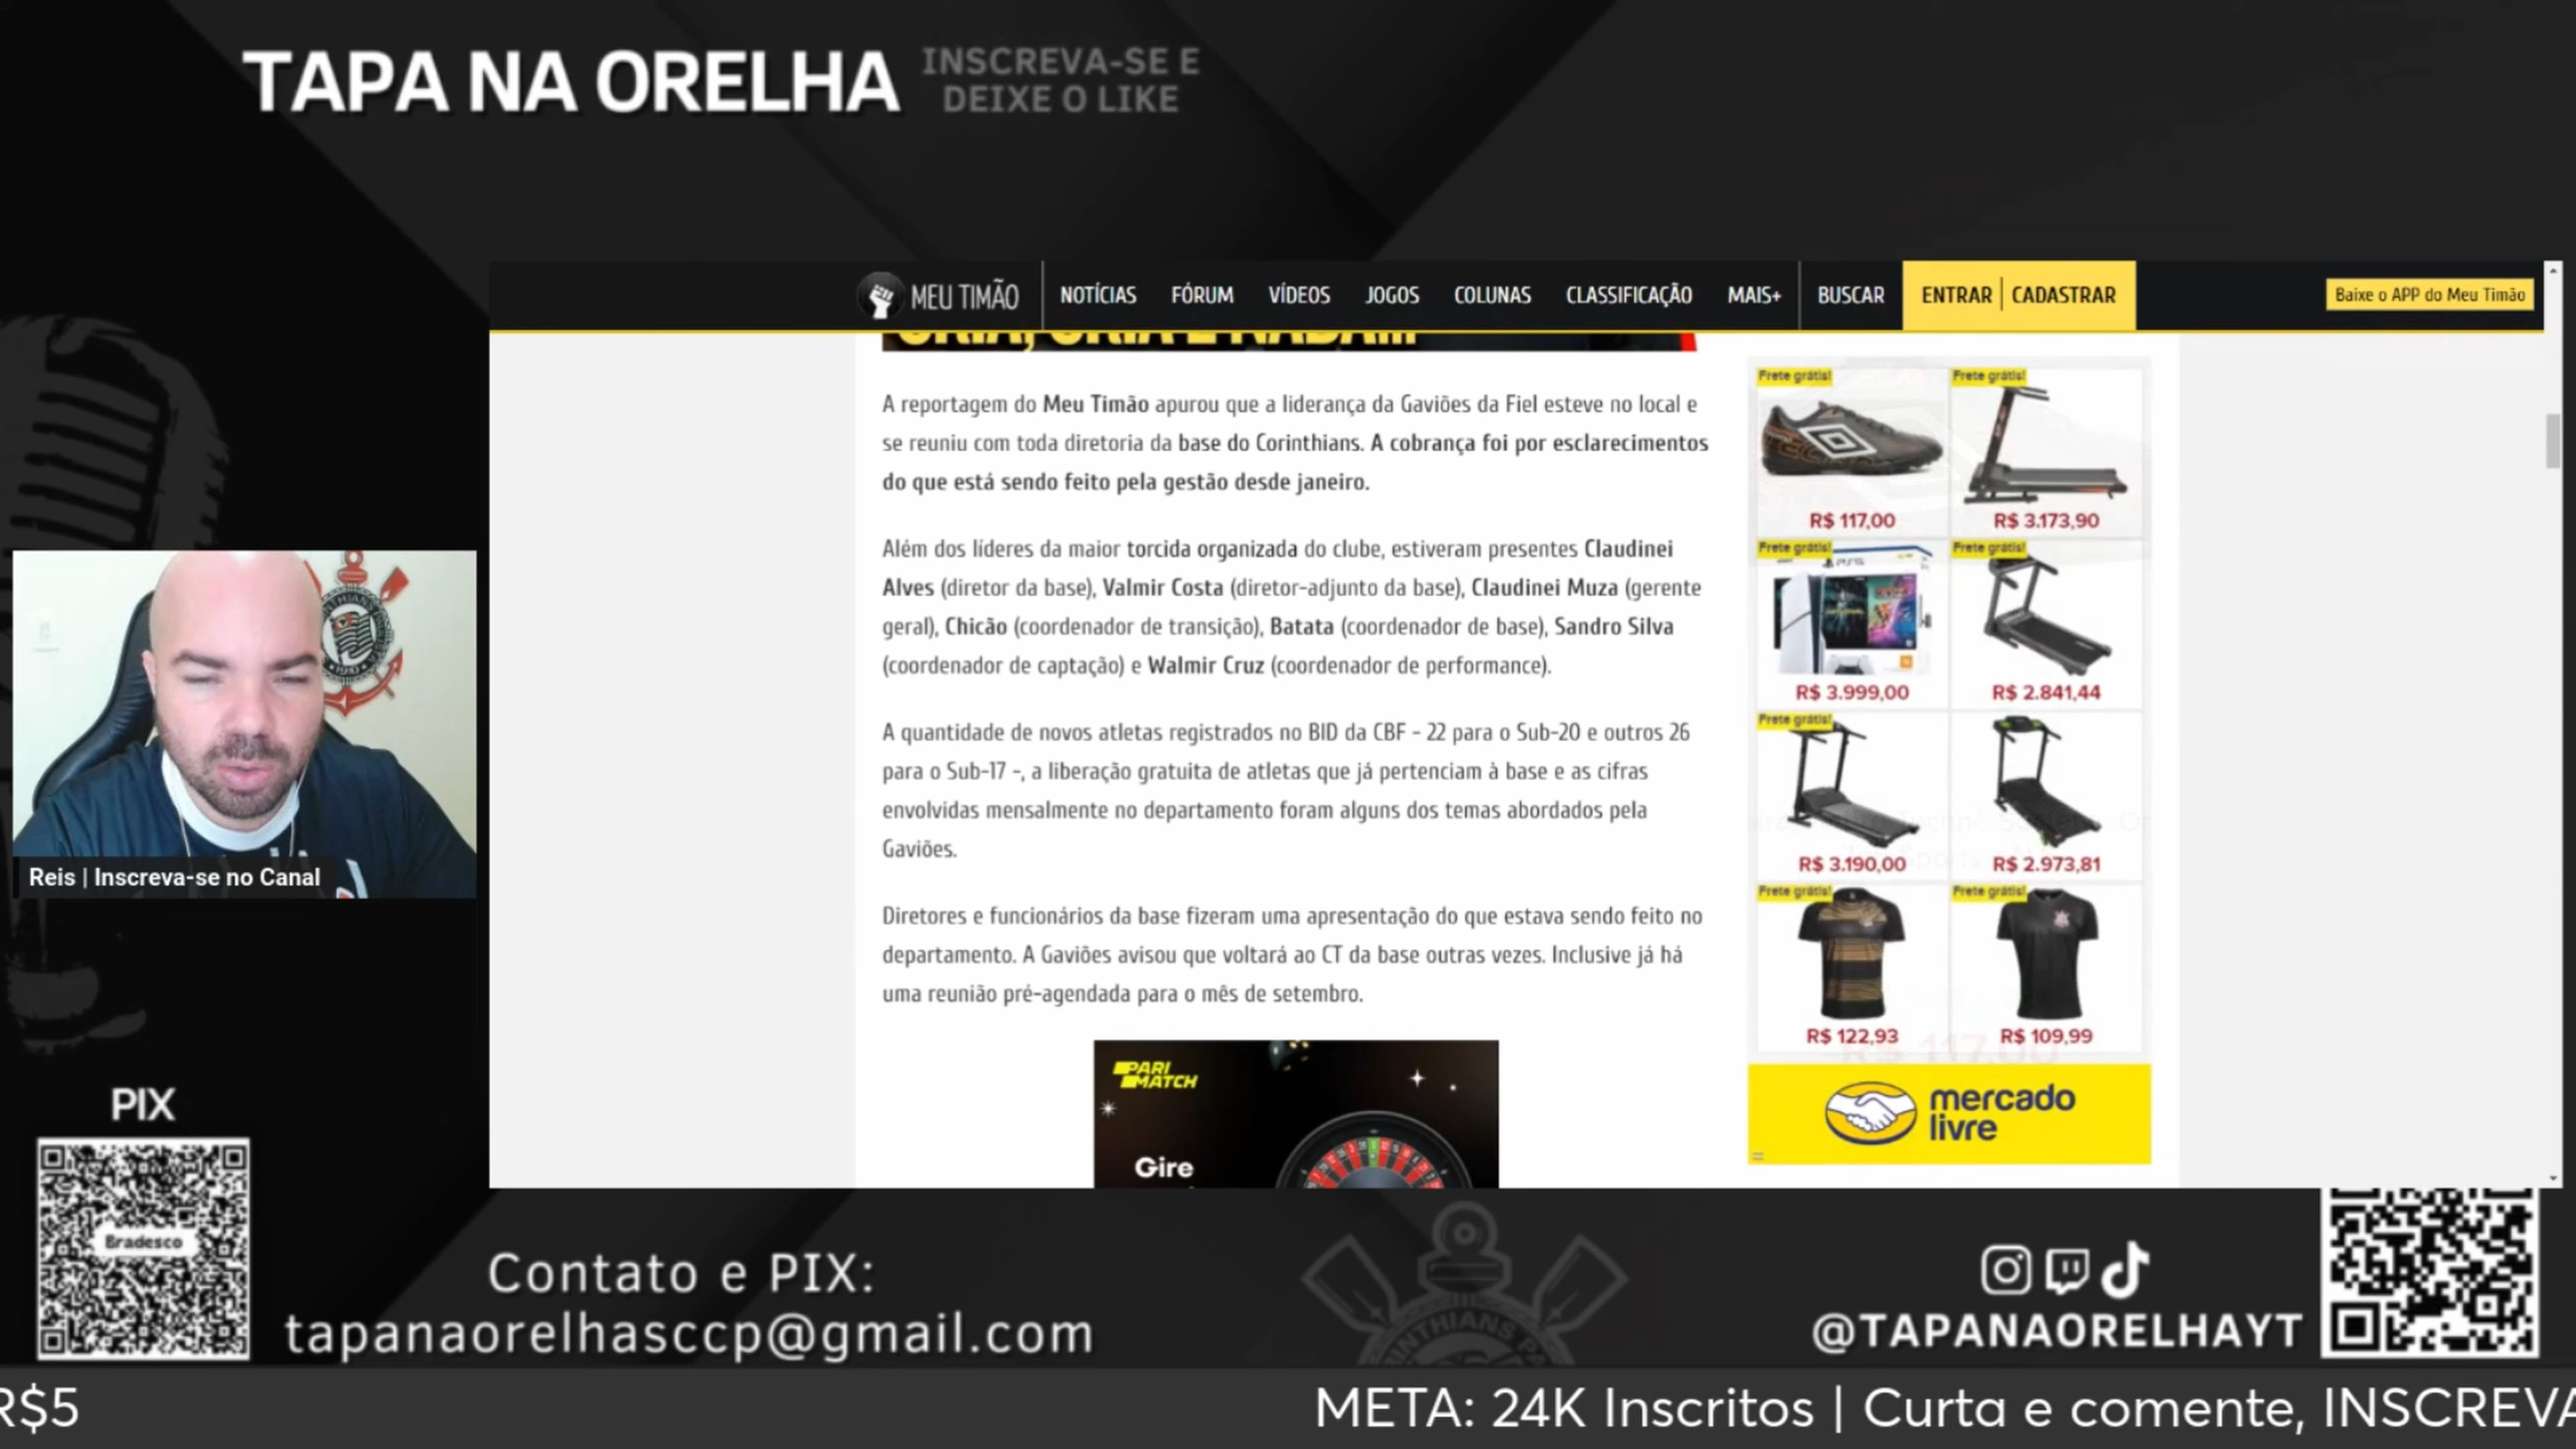 TAPA NA ORELHA
INSCREVA-SE E
DEIXE O LIKE
MEU TIMÃO
NOTÍCIAS
FÓRUM
VÍDEOS
JOGOS
COLUNAS
CLASSIFICAÇÃO
MAIS+
BUSCAR
ENTRAR
CADASTRAR
Baixe o APP do Meu Timão
A reportagem do Meu Timão apurou que a liderança da Gaviões da Fiel esteve no local e
se reuniu com toda diretoria da base do Corinthians. A cobrança foi por esclarecimentos
do que está sendo feito pela gestão desde janeiro.
Além dos líderes da maior torcida organizada do clube, estiveram presentes Claudinei
Alves (diretor da base), Valmir Costa (diretor-adjunto da base), Claudinei Muza (gerente
geral), Chicão (coordenador de transição), Batata (coordenador de base), Sandro Silva
(coordenador de captação) e Walmir Cruz (coordenador de performance).
A quantidade de novos atletas registrados no BID da CBF - 22 para o Sub-20 e outros 26
para o Sub-17 -, a liberação gratuita de atletas que já pertenciam à base e as cifras
envolvidas mensalmente no departamento foram alguns dos temas abordados pela
Gaviões.
Diretores e funcionários da base fizeram uma apresentação do que estava sendo feito no
departamento. A Gaviões avisou que voltará ao CT da base outras vezes. Inclusive já há
uma reunião pré-agendada para o mês de setembro.
PARI
MATCH
Gire
Frete grátis!
Frete grátis!
R$ 117,00
R$ 3.173,90
Frete grátis!
Frete grátis!
PS5
R$ 3.999,00
R$ 2.841,44
Frete grátis!
R$ 3.190,00
R$ 2.973,81
Frete grátis!
Frete grátis!
R$ 122,93
R$ 109,99
R$ 117,00
mercado
livre
Reis | Inscreva-se no Canal
PIX
Bradesco
Contato e PIX:
tapanaorelhasccp@gmail.com
@TAPANAORELHAYT
R$5
META: 24K Inscritos | Curta e comente, INSCREVA